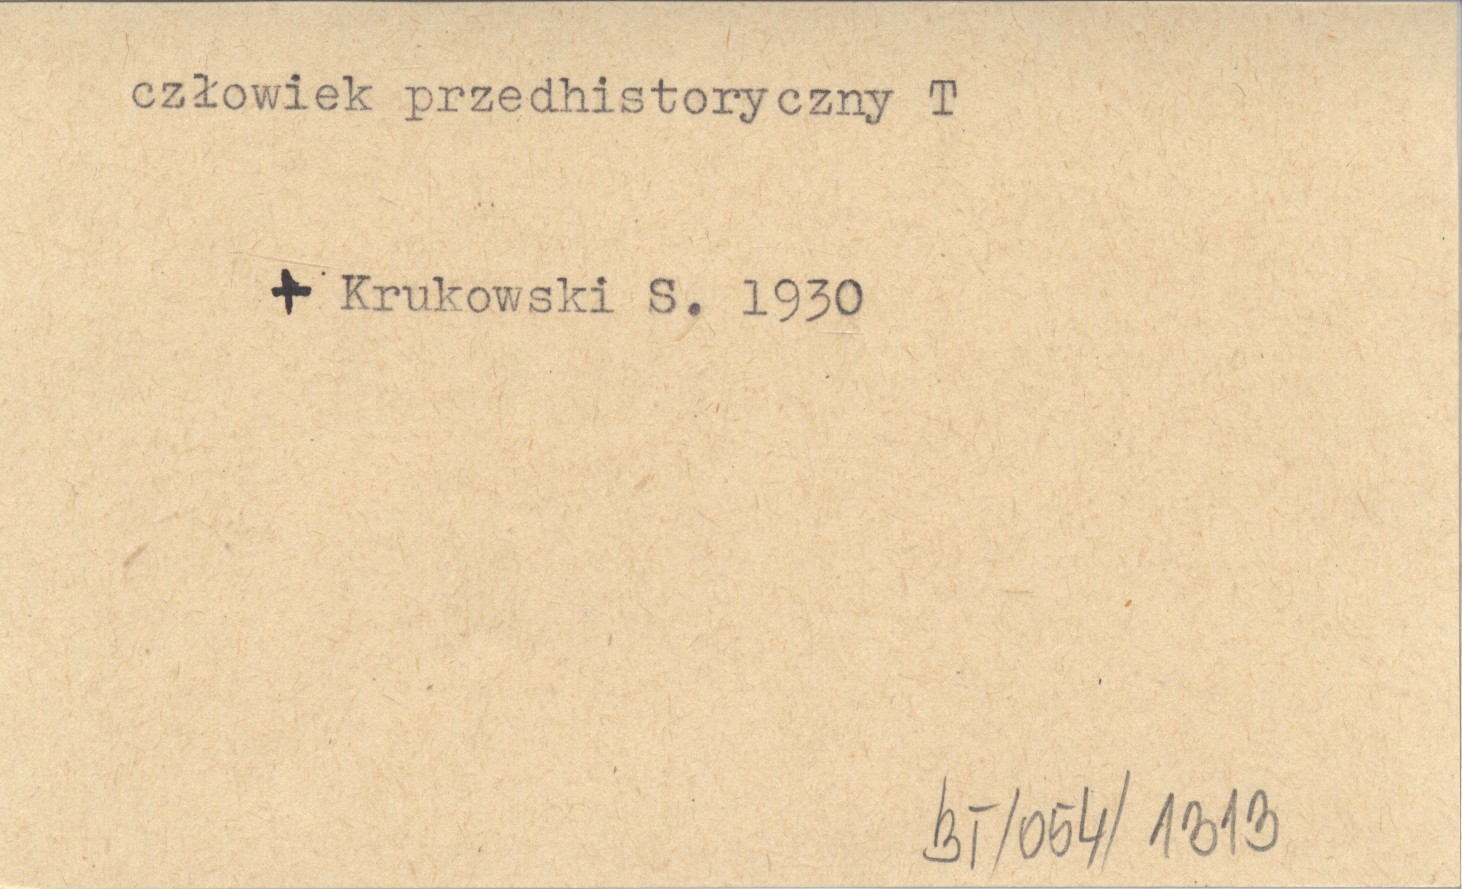 człowiek przedhistoryczny T
+ Krukowski S. 1930
BT/054/ 1313